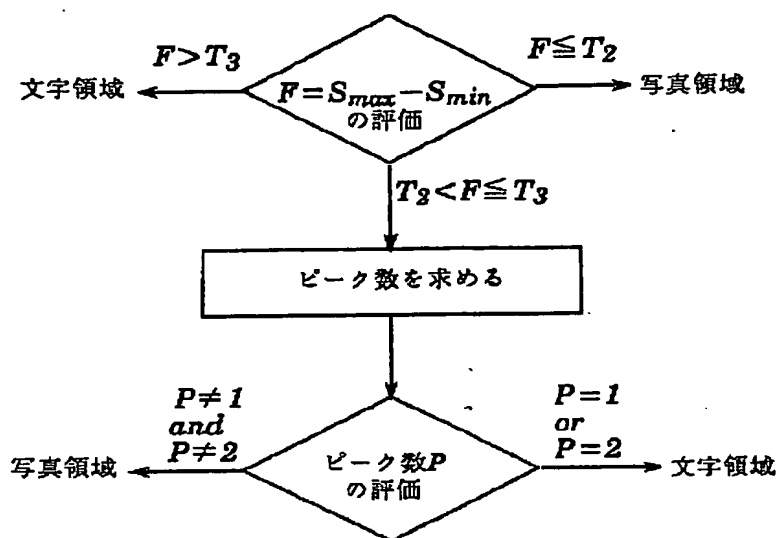 F>T3
F≦T2
文字領域
F=Smax−Smin
の評価
写真領域
T2<F≦T3
ピーク数を求める
P≠1
and
P≠2
P=1
or
P=2
写真領域
ピーク数P
の評価
文字領域